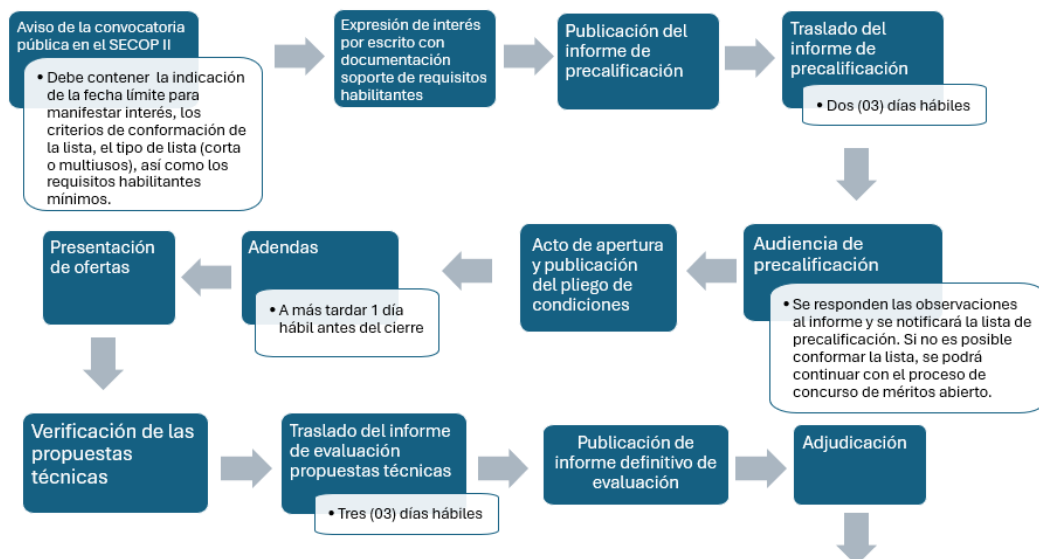 Aviso de la convocatoria
pública en el SECOP II
• Debe contener la indicación
de la fecha límite para
manifestar interés, los
criterios de conformación de
la lista, el tipo de lista (corta
o multiusos), así como los
requisitos habilitantes
mínimos.
Expresión de interés
por escrito con
documentación
soporte de requisitos
habilitantes
Publicación del
informe de
precalificación
Traslado del
informe de
precalificación
• Dos (03) días hábiles
Audiencia de
precalificación
• Se responden las observaciones
al informe y se notificará la lista de
precalificación. Si no es posible
conformar la lista, se podrá
continuar con el proceso de
concurso de méritos abierto.
Acto de apertura
y publicación
del pliego de
condiciones
Adendas
• A más tardar 1 día
hábil antes del cierre
Presentación
de ofertas
Verificación de las
propuestas
técnicas
Traslado del informe
de evaluación
propuestas técnicas
• Tres (03) días hábiles
Publicación de
informe definitivo de
evaluación
Adjudicación